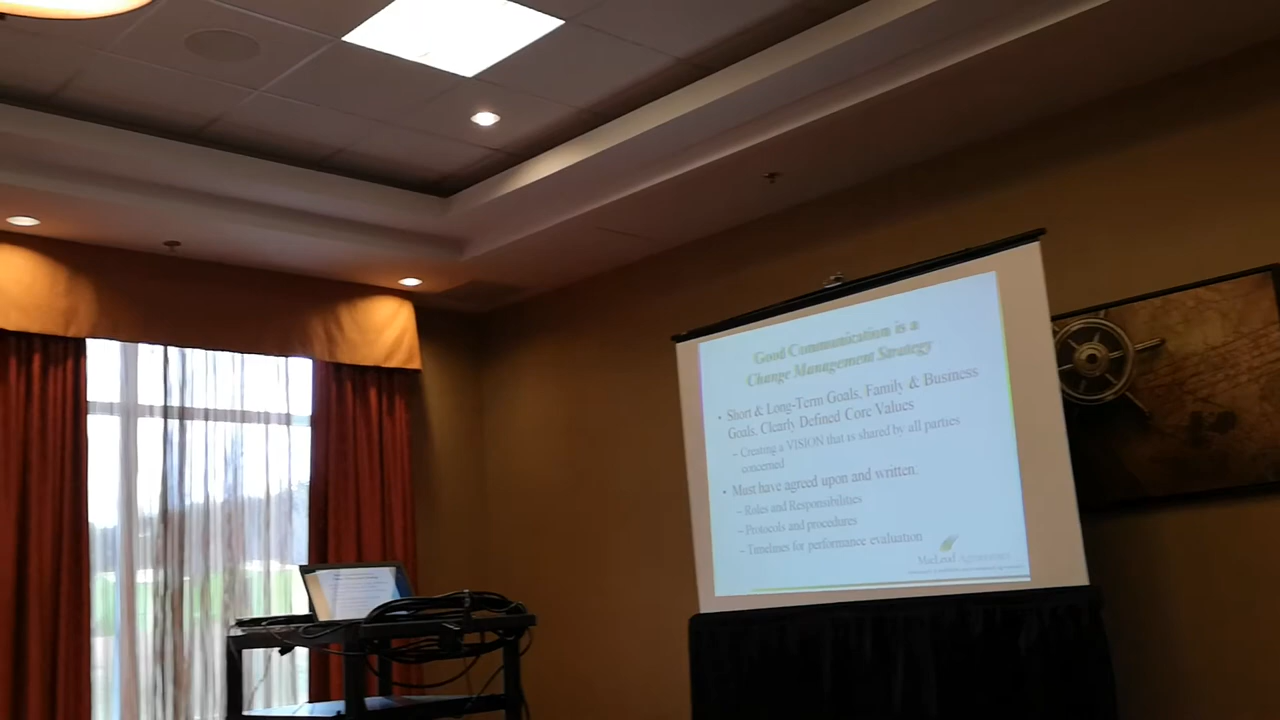 Good Communication is a
Change Management Strategy
• Short & Long-Term Goals, Family & Business
Goals, Clearly Defined Core Values
– Creating a VISION that is shared by all parties
concerned
• Must have agreed upon and written:
– Roles and Responsibilities
– Protocols and procedures
– Timelines for performance evaluation
MacLeod Agronomics